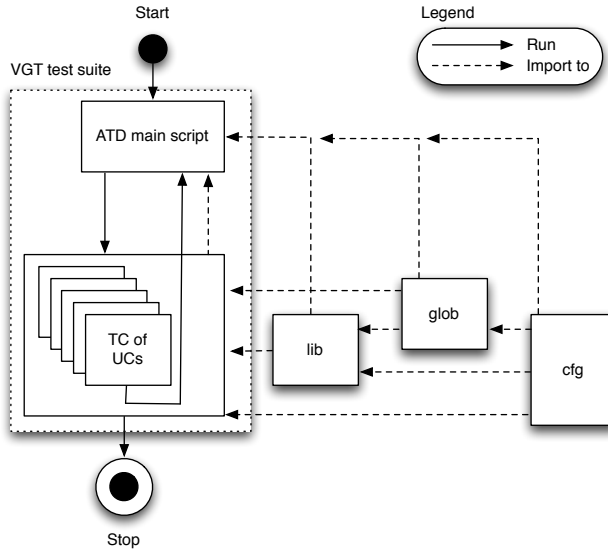 Start
Legend
Run
Import to
VGT test suite
ATD main script
TC of
UCs
lib
glob
cfg
Stop